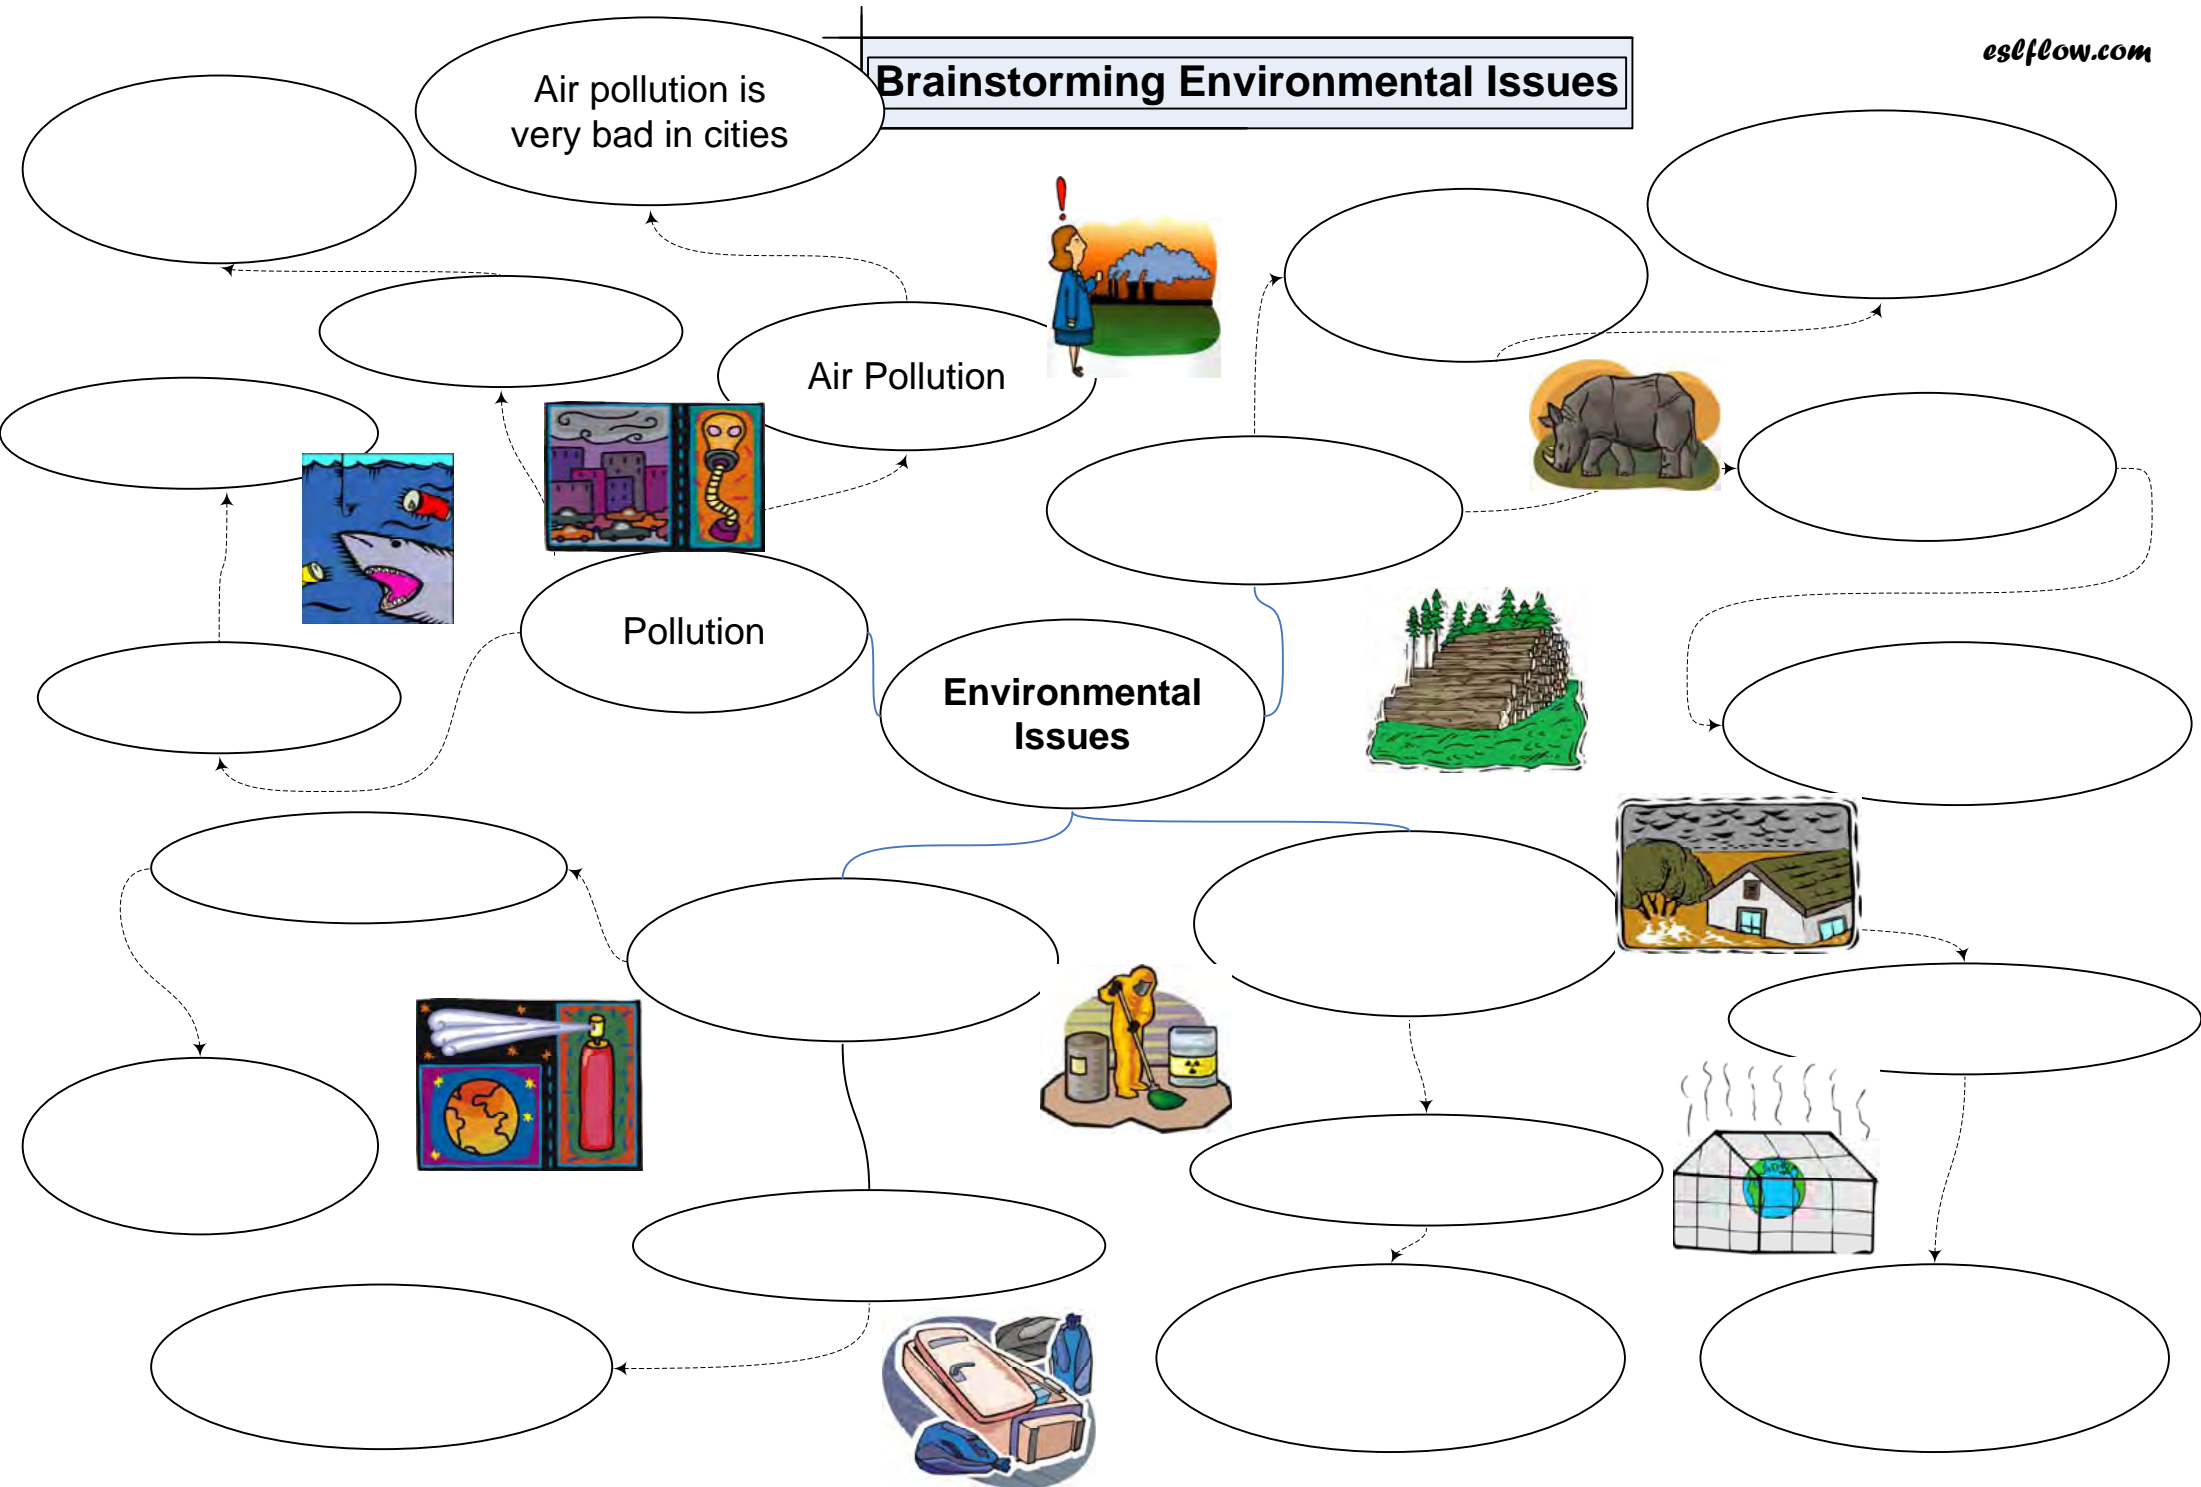 eslflow.com
Brainstorming Environmental Issues
Air pollution is
very bad in cities
Air Pollution
Pollution
Environmental
Issues